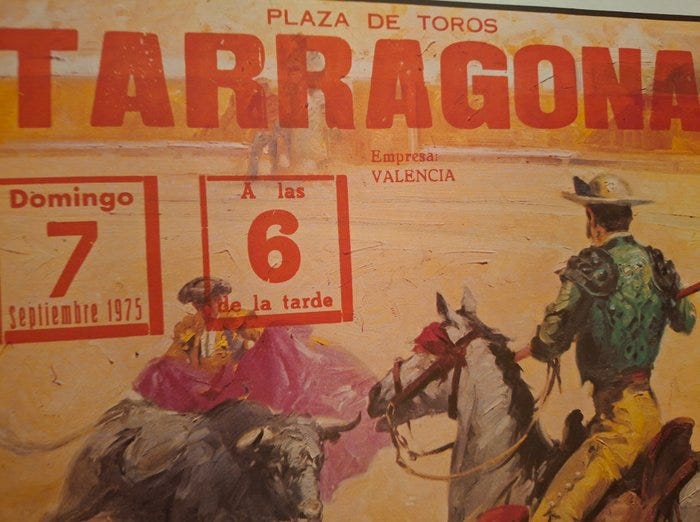 PLAZA DE TOROS
TARRAGONA
Empresa:
VALENCIA
Domingo
7
septiembre 1975
A las
6
de la tarde